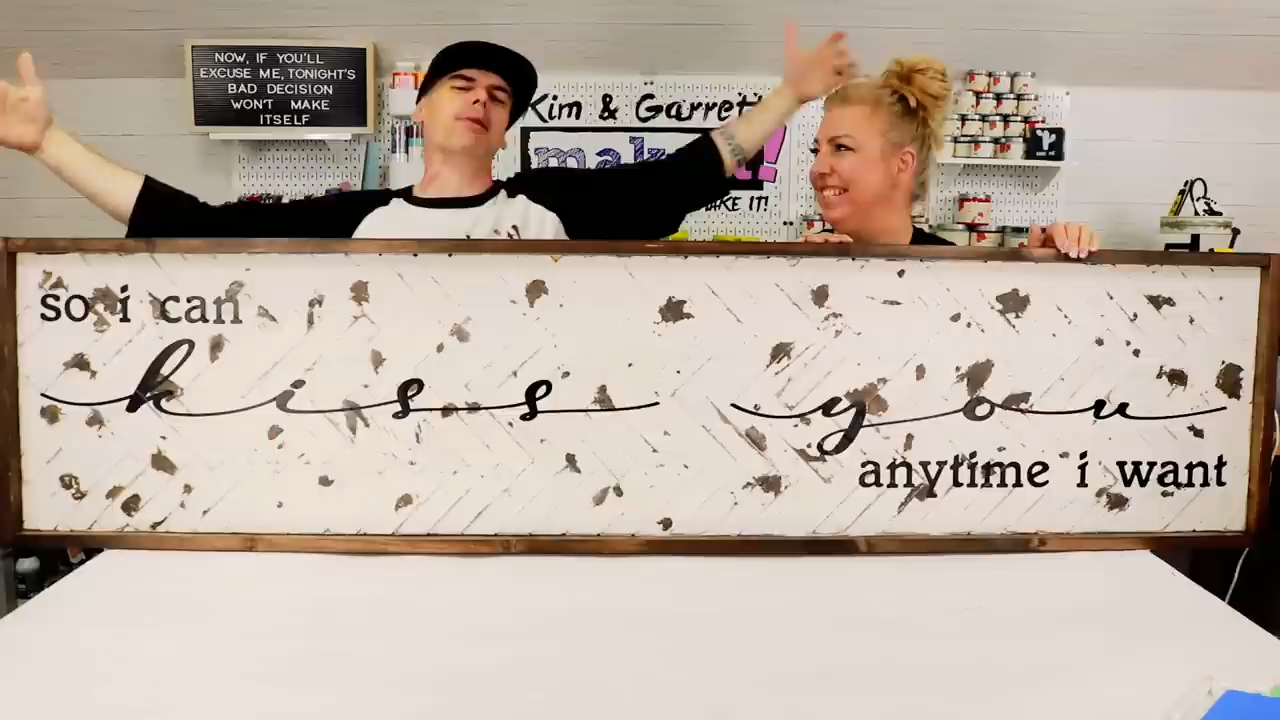 NOW, IF YOU'LL
EXCUSE ME, TONIGHT'S
BAD DECISION
WON'T MAKE
ITSELF
Kim & Garrett
IT!
so i can
kiss you
anytime i want